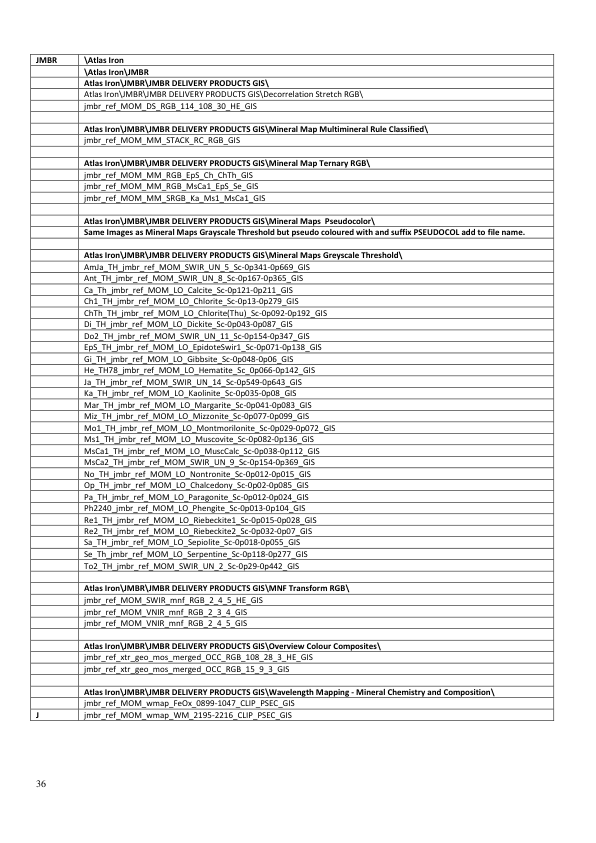 JMBR \Atlas Iron
\Atlas Iron\JMBR
Atlas Iron\JMBR\JMBR DELIVERY PRODUCTS GIS\
Atlas Iron\JMBR\JMBR DELIVERY PRODUCTS GIS\Decorrelation Stretch RGB\
jmbr_ref_MOM_DS_RGB_114_108_30_HE_GIS
Atlas Iron\JMBR\JMBR DELIVERY PRODUCTS GIS\Mineral Map Multimineral Rule Classified\
jmbr_ref_MOM_MM_STACK_RC_RGB_GIS
Atlas Iron\JMBR\JMBR DELIVERY PRODUCTS GIS\Mineral Map Ternary RGB\
jmbr_ref_MOM_MM_RGB_EpS_Ch_ChTh_GIS
jmbr_ref_MOM_MM_RGB_MsCa1_EpS_Se_GIS
jmbr_ref_MOM_MM_SRGB_Ka_Ms1_MsCa1_GIS
Atlas Iron\JMBR\JMBR DELIVERY PRODUCTS GIS\Mineral Maps  Pseudocolor\
Same Images as Mineral Maps Grayscale Threshold but pseudo coloured with and suffix PSEUDOCOL add to file name.
Atlas Iron\JMBR\JMBR DELIVERY PRODUCTS GIS\Mineral Maps Greyscale Threshold\
AmJa_TH_jmbr_ref_MOM_SWIR_UN_5_Sc-0p341-0p669_GIS
Ant_TH_jmbr_ref_MOM_SWIR_UN_8_Sc-0p167-0p365_GIS
Ca_Th_jmbr_ref_MOM_LO_Calcite_Sc-0p121-0p211_GIS
Ch1_TH_jmbr_ref_MOM_LO_Chlorite_Sc-0p13-0p279_GIS
ChTh_TH_jmbr_ref_MOM_LO_Chlorite(Thu)_Sc-0p092-0p192_GIS
Di_TH_jmbr_ref_MOM_LO_Dickite_Sc-0p043-0p087_GIS
Do2_TH_jmbr_ref_MOM_SWIR_UN_11_Sc-0p154-0p347_GIS
EpS_TH_jmbr_ref_MOM_LO_EpidoteSwir1_Sc-0p071-0p138_GIS
Gi_TH_jmbr_ref_MOM_LO_Gibbsite_Sc-0p048-0p06_GIS
He_TH78_jmbr_ref_MOM_LO_Hematite_Sc_0p066-0p142_GIS
Ja_TH_jmbr_ref_MOM_SWIR_UN_14_Sc-0p549-0p643_GIS
Ka_TH_jmbr_ref_MOM_LO_Kaolinite_Sc-0p035-0p08_GIS
Mar_TH_jmbr_ref_MOM_LO_Margarite_Sc-0p041-0p083_GIS
Miz_TH_jmbr_ref_MOM_LO_Mizzonite_Sc-0p077-0p099_GIS
Mo1_TH_jmbr_ref_MOM_LO_Montmorilonite_Sc-0p029-0p072_GIS
Ms1_TH_jmbr_ref_MOM_LO_Muscovite_Sc-0p082-0p136_GIS
MsCa1_TH_jmbr_ref_MOM_LO_MuscCalc_Sc-0p038-0p112_GIS
MsCa2_TH_jmbr_ref_MOM_SWIR_UN_9_Sc-0p154-0p369_GIS
No_TH_jmbr_ref_MOM_LO_Nontronite_Sc-0p012-0p015_GIS
Op_TH_jmbr_ref_MOM_LO_Chalcedony_Sc-0p02-0p085_GIS
Pa_TH_jmbr_ref_MOM_LO_Paragonite_Sc-0p012-0p024_GIS
Ph2240_TH_jmbr_ref_MOM_LO_Phengite_Sc-0p013-0p104_GIS
Re1_TH_jmbr_ref_MOM_LO_Riebeckite1_Sc-0p015-0p028_GIS
Re2_TH_jmbr_ref_MOM_LO_Riebeckite2_Sc-0p032-0p07_GIS
Sa_TH_jmbr_ref_MOM_LO_Sepiolite_Sc-0p018-0p055_GIS
Se_Th_jmbr_ref_MOM_LO_Serpentine_Sc-0p118-0p277_GIS
To2_TH_jmbr_ref_MOM_SWIR_UN_2_Sc-0p29-0p442_GIS
Atlas Iron\JMBR\JMBR DELIVERY PRODUCTS GIS\MNF Transform RGB\
jmbr_ref_MOM_SWIR_mnf_RGB_2_4_5_HE_GIS
jmbr_ref_MOM_VNIR_mnf_RGB_2_3_4_GIS
jmbr_ref_MOM_VNIR_mnf_RGB_2_4_5_GIS
Atlas Iron\JMBR\JMBR DELIVERY PRODUCTS GIS\Overview Colour Composites\
jmbr_ref_xtr_geo_mos_merged_OCC_RGB_108_28_3_HE_GIS
jmbr_ref_xtr_geo_mos_merged_OCC_RGB_15_9_3_GIS
Atlas Iron\JMBR\JMBR DELIVERY PRODUCTS GIS\Wavelength Mapping - Mineral Chemistry and Composition\
jmbr_ref_MOM_wmap_FeOx_0899-1047_CLIP_PSEC_GIS
J jmbr_ref_MOM_wmap_WM_2195-2216_CLIP_PSEC_GIS
36